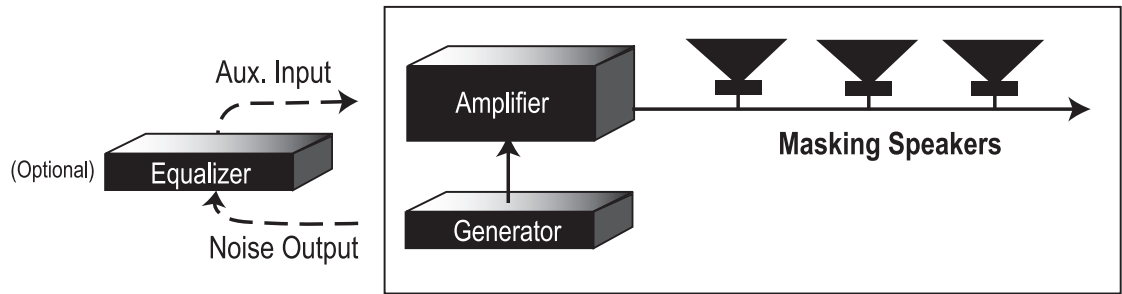 Aux. Input
Amplifier
(Optional)
Equalizer
Masking Speakers
Generator
Noise Output